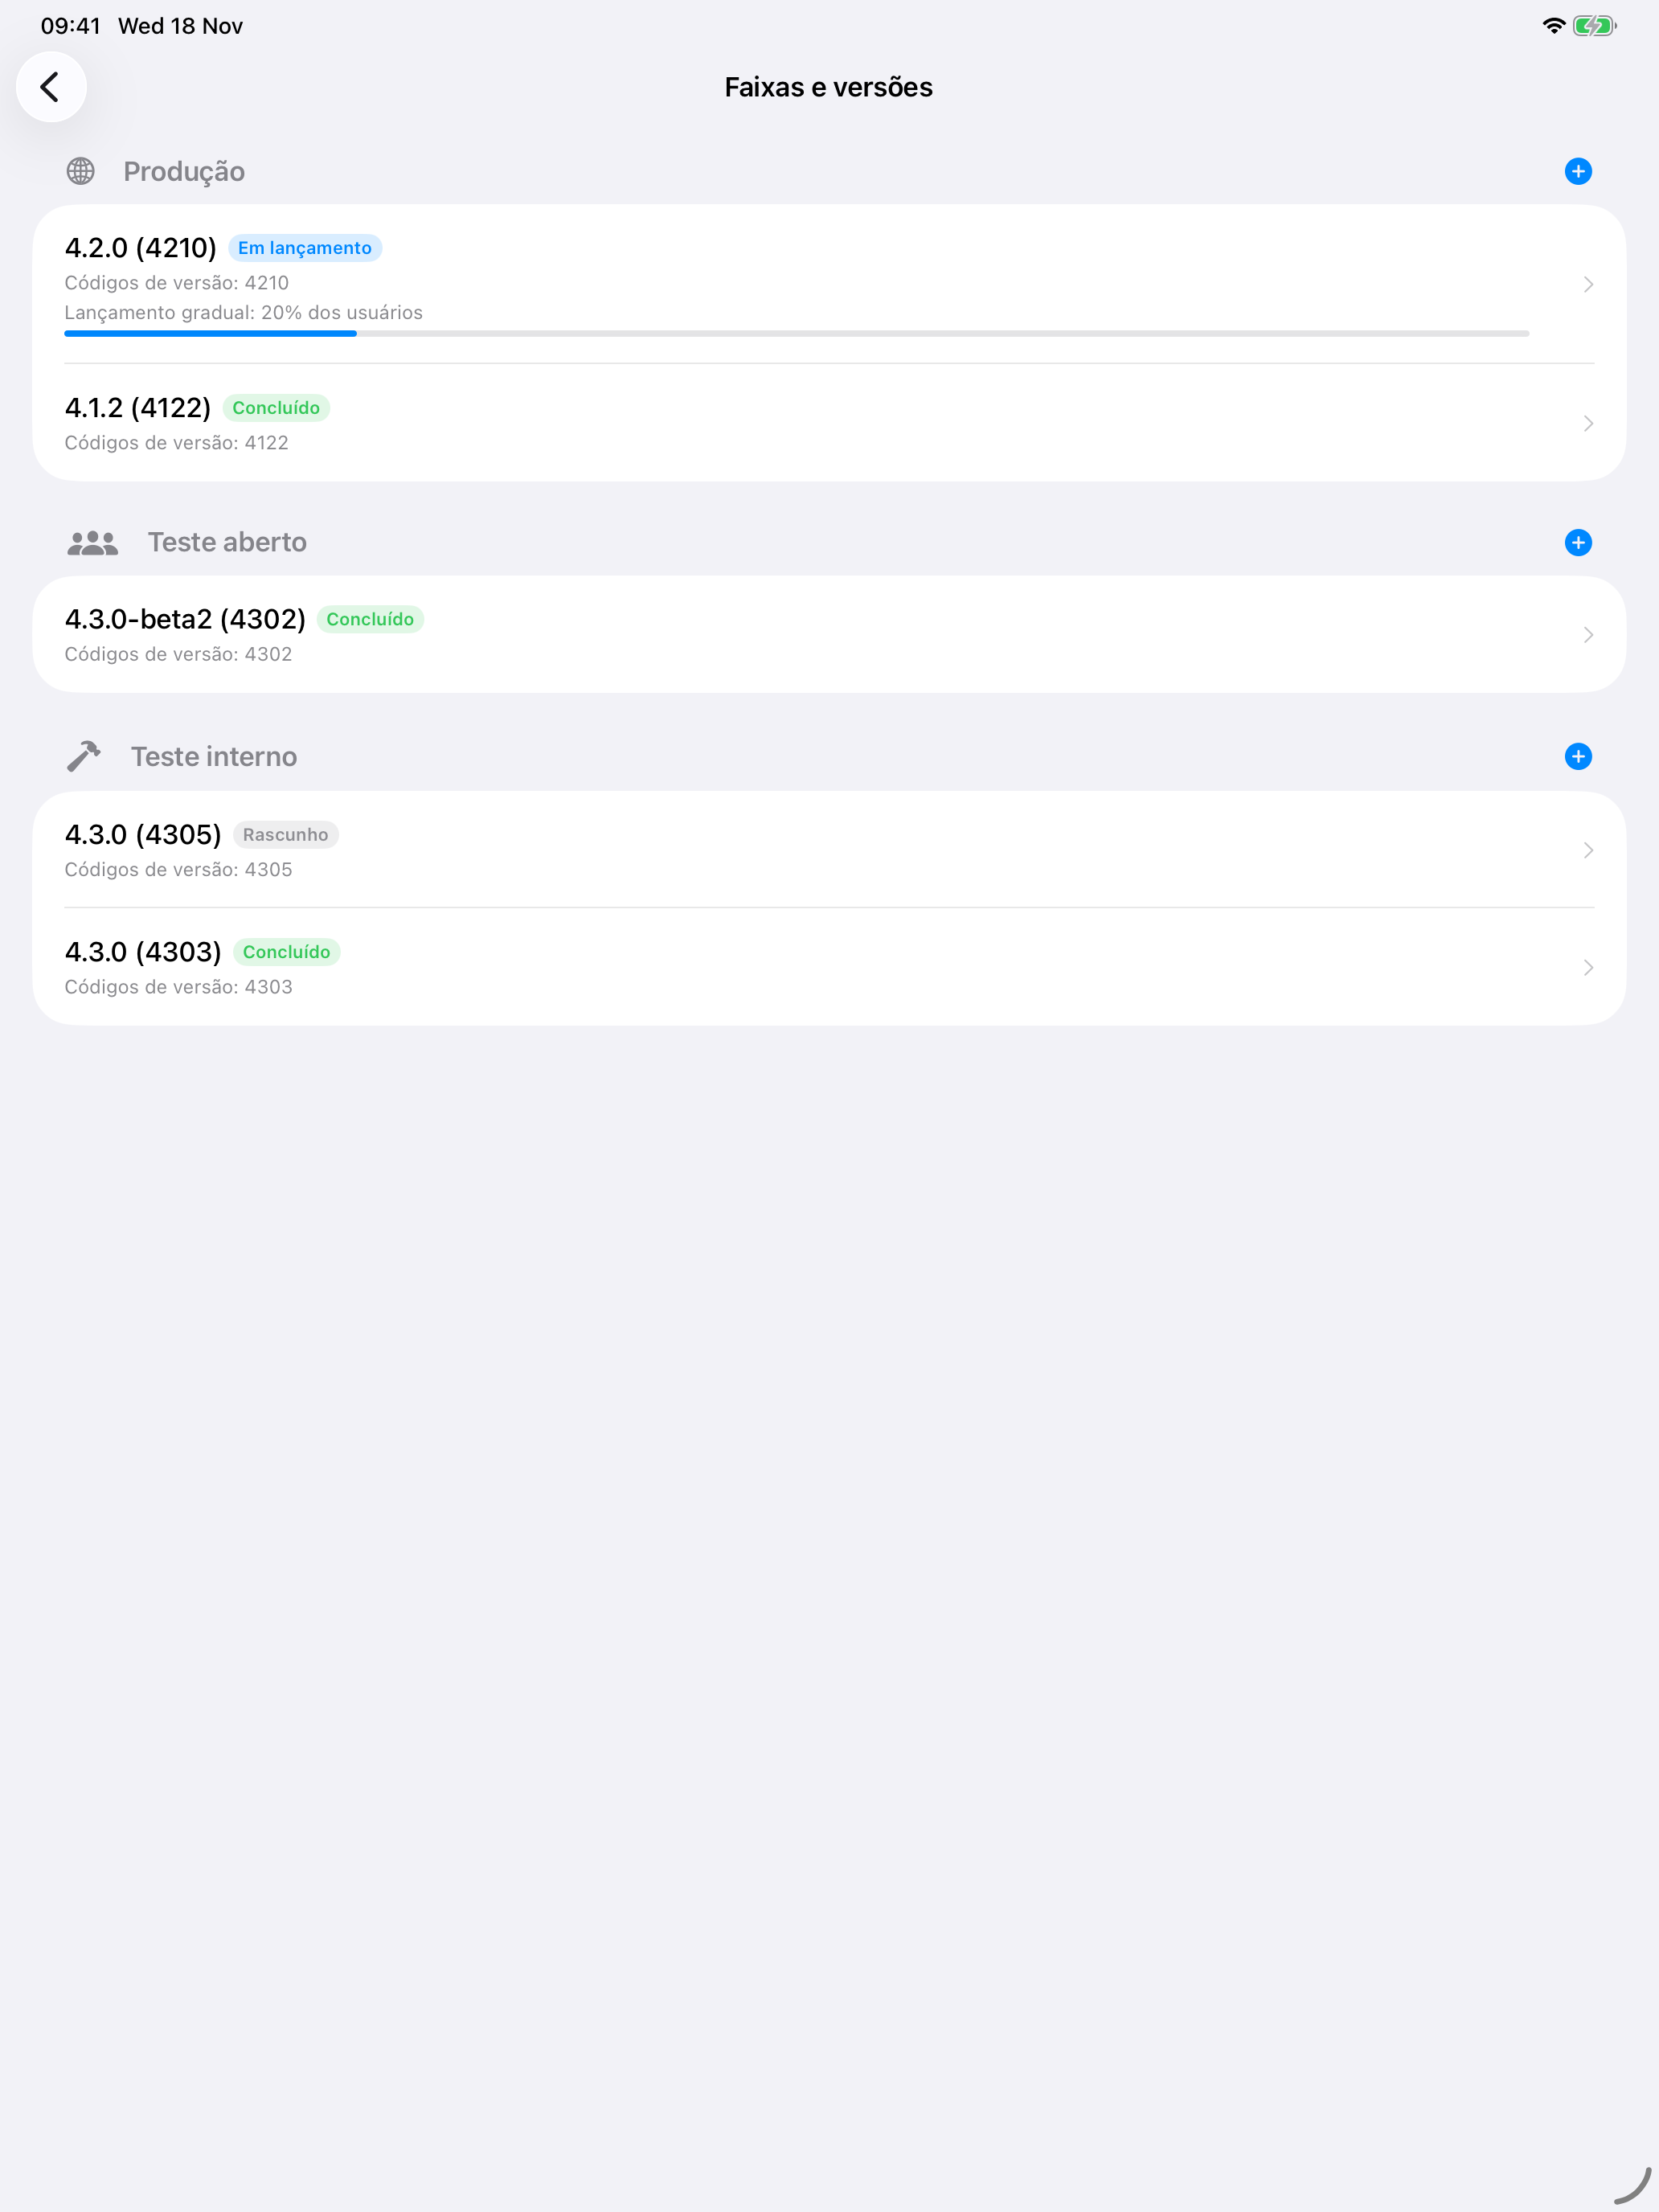 09:41 Wed 18 Nov
Faixas e versões
Produção
4.2.0 (4210) Em lançamento
Códigos de versão: 4210
Lançamento gradual: 20% dos usuários
4.1.2 (4122) Concluído
Códigos de versão: 4122
Teste aberto
4.3.0-beta2 (4302) Concluído
Códigos de versão: 4302
Teste interno
4.3.0 (4305) Rascunho
Códigos de versão: 4305
4.3.0 (4303) Concluído
Códigos de versão: 4303